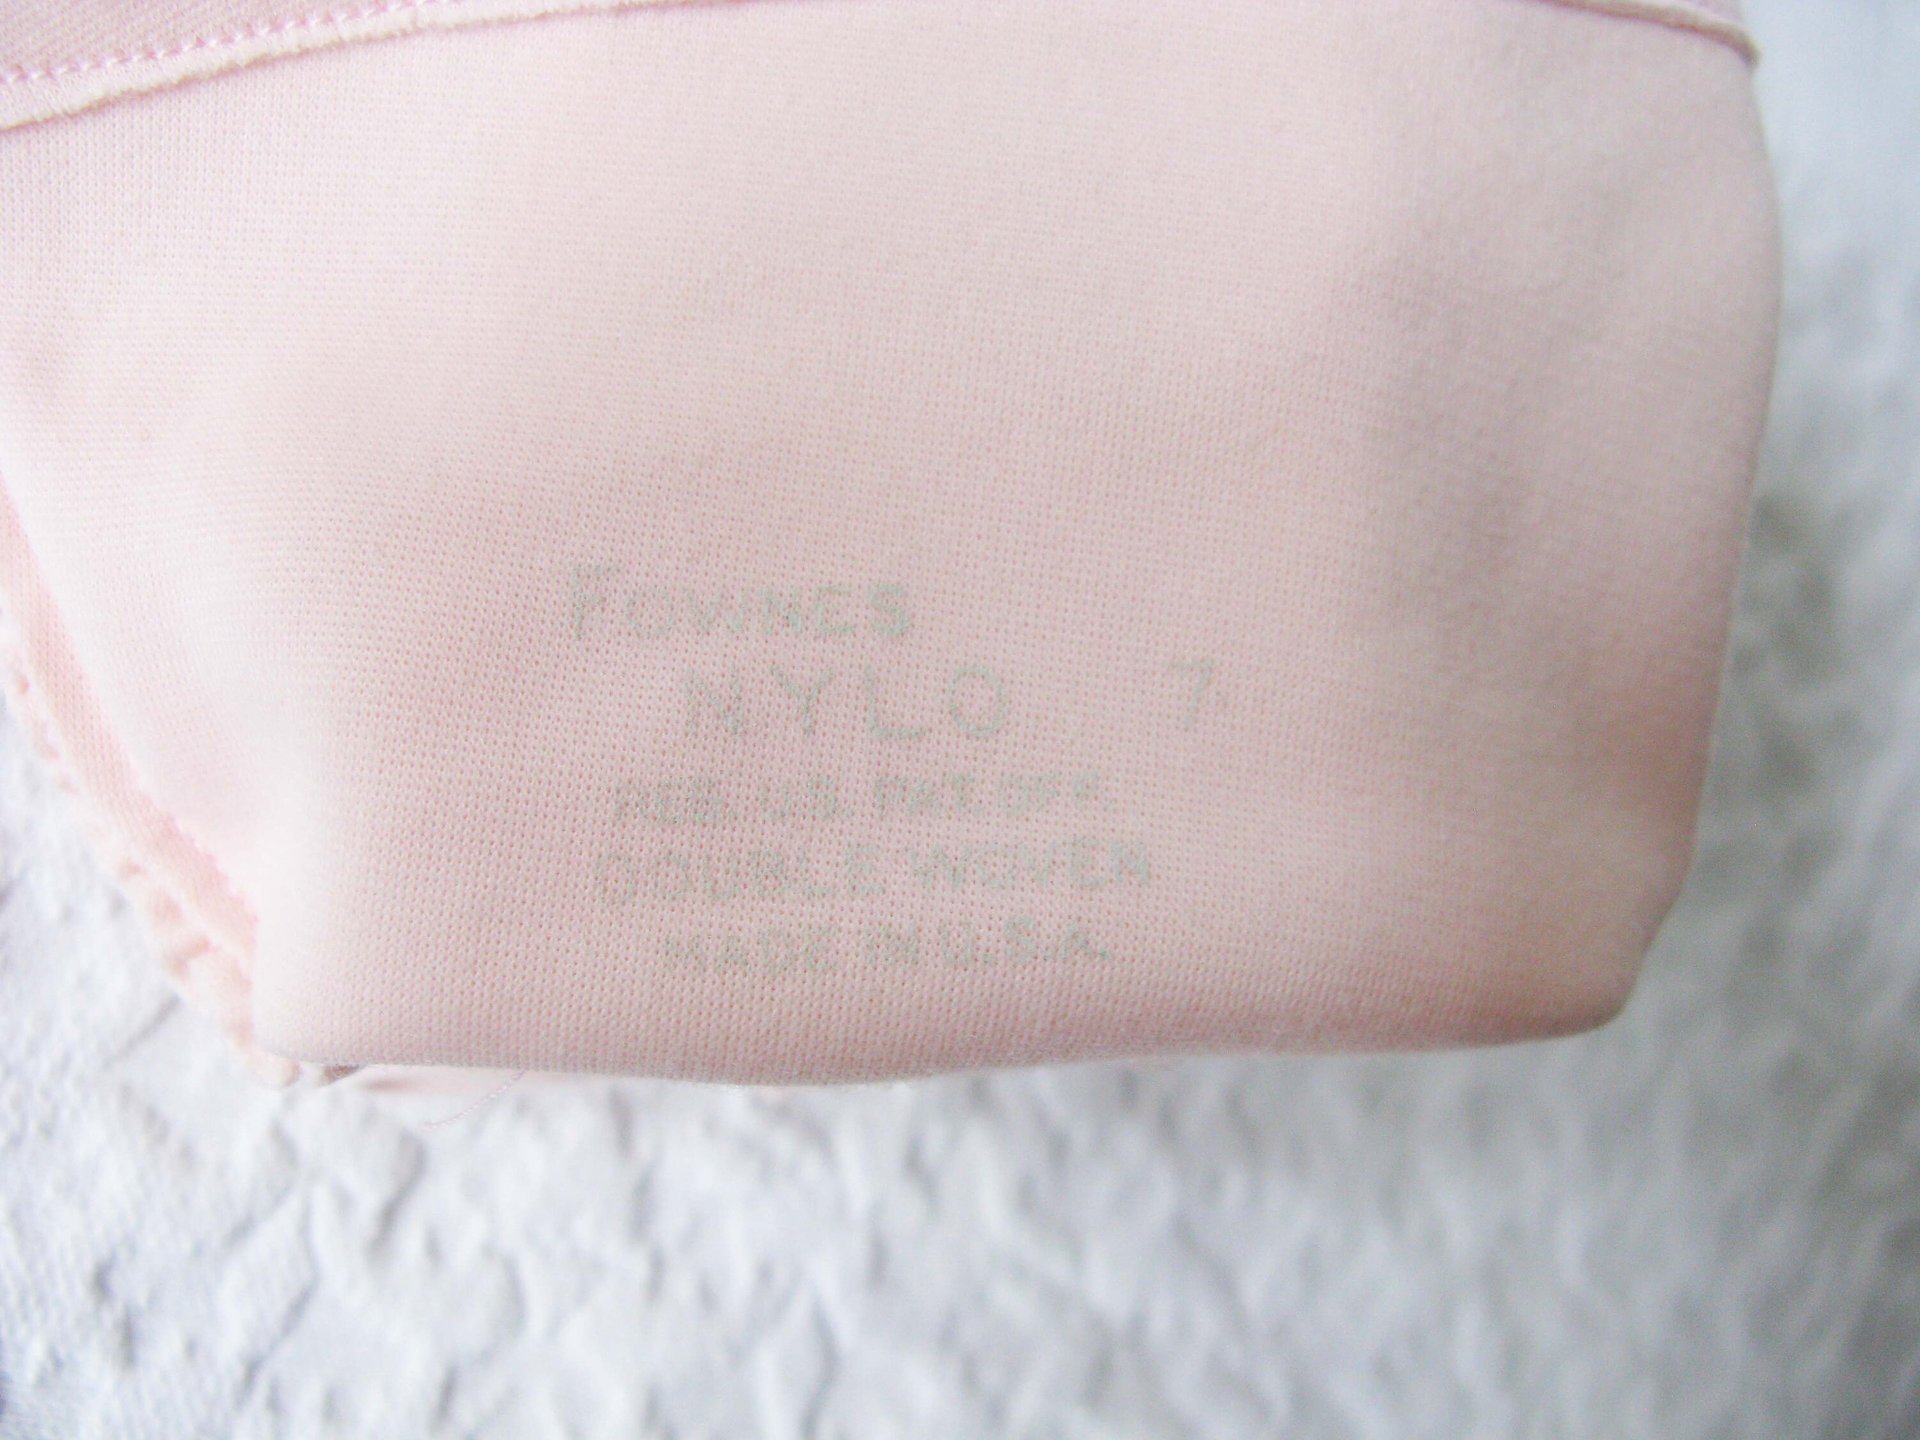 FOWNES
NYLO 7
REG. U.S. PAT. OFF.
DOUBLE WOVEN
MADE IN U.S.A.